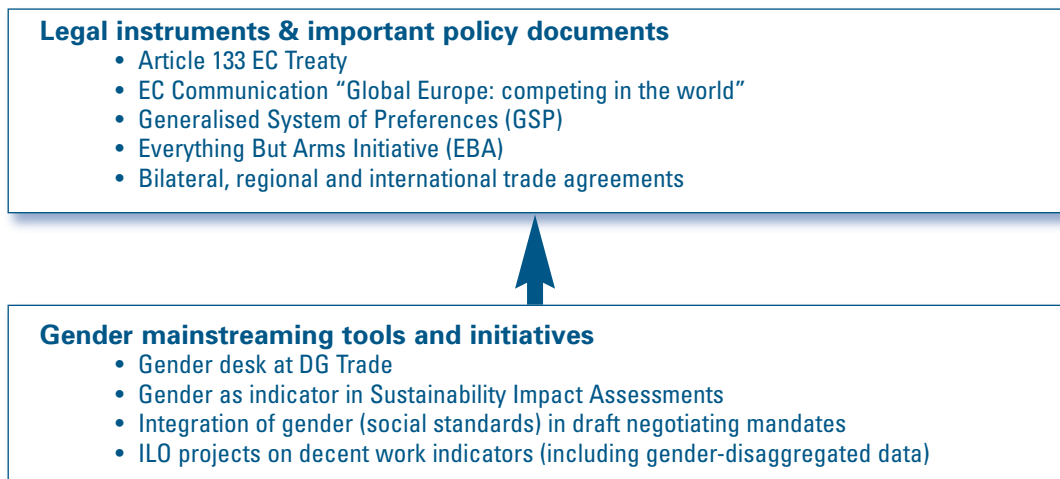 Legal instruments & important policy documents
• Article 133 EC Treaty
• EC Communication “Global Europe: competing in the world”
• Generalised System of Preferences (GSP)
• Everything But Arms Initiative (EBA)
• Bilateral, regional and international trade agreements
Gender mainstreaming tools and initiatives
• Gender desk at DG Trade
• Gender as indicator in Sustainability Impact Assessments
• Integration of gender (social standards) in draft negotiating mandates
• ILO projects on decent work indicators (including gender-disaggregated data)